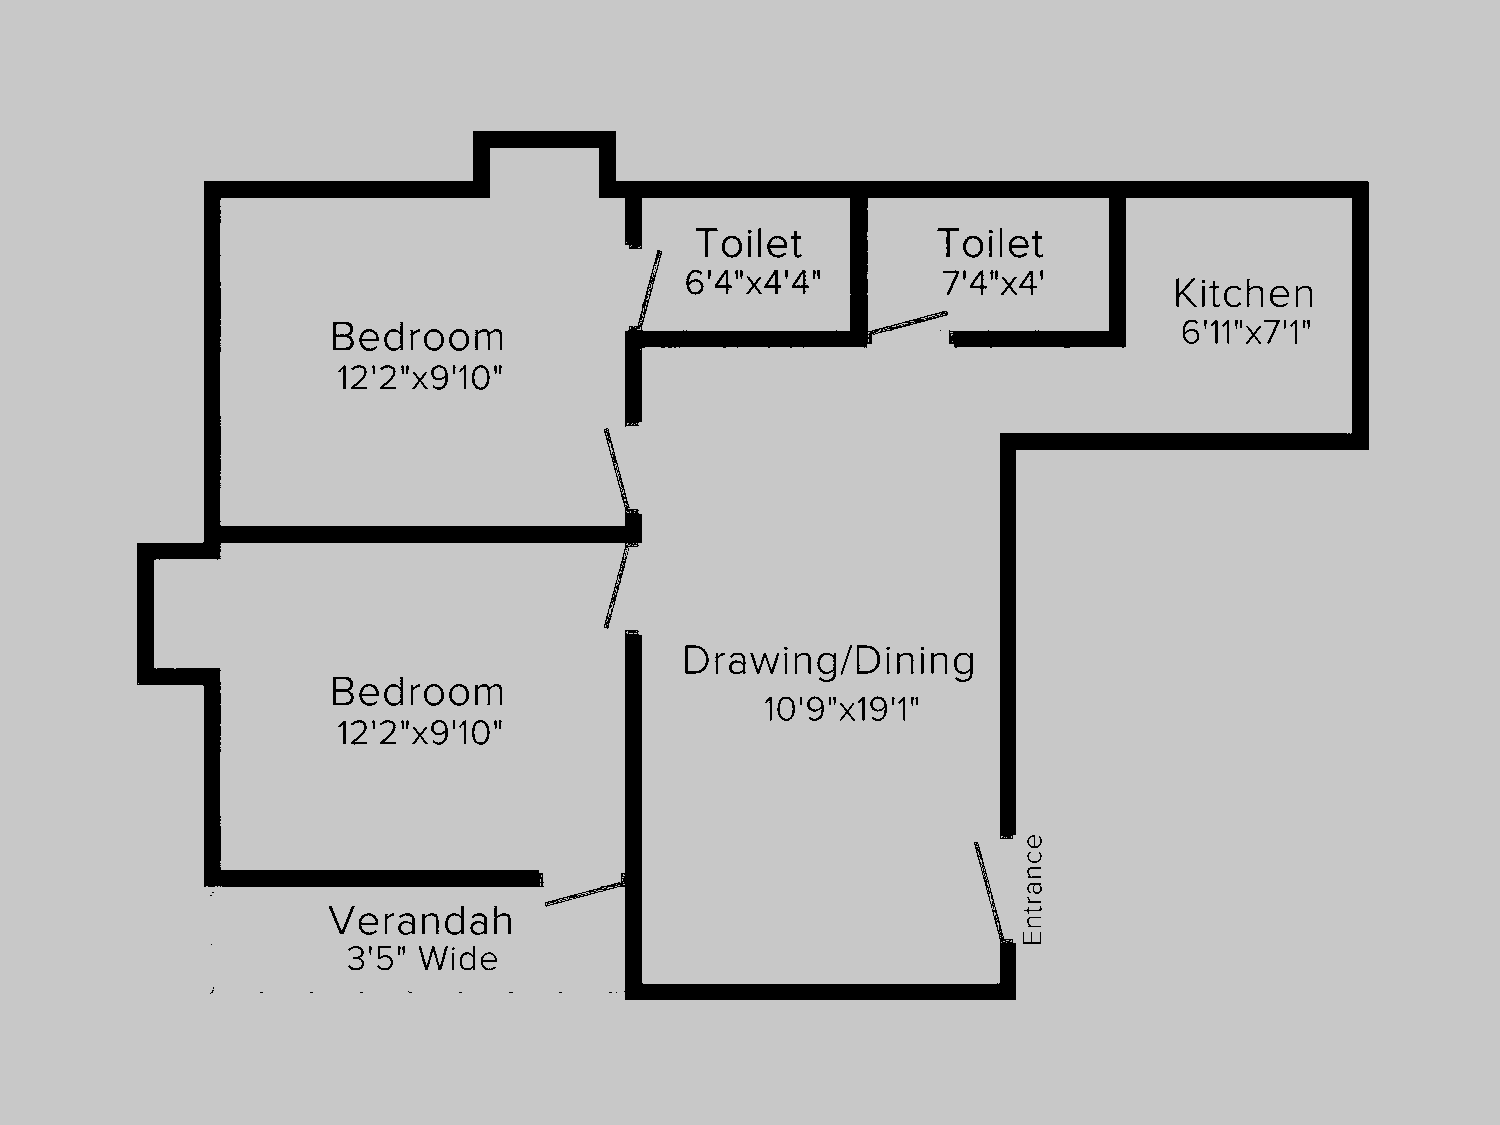 Toilet
6'4"x4'4"
Toilet
7'4"x4'
Kitchen
6'11"x7'1"
Bedroom
12'2"x9'10"
Drawing/Dining
10'9"x19'1"
Bedroom
12'2"x9'10"
Entrance
Verandah
3'5" Wide